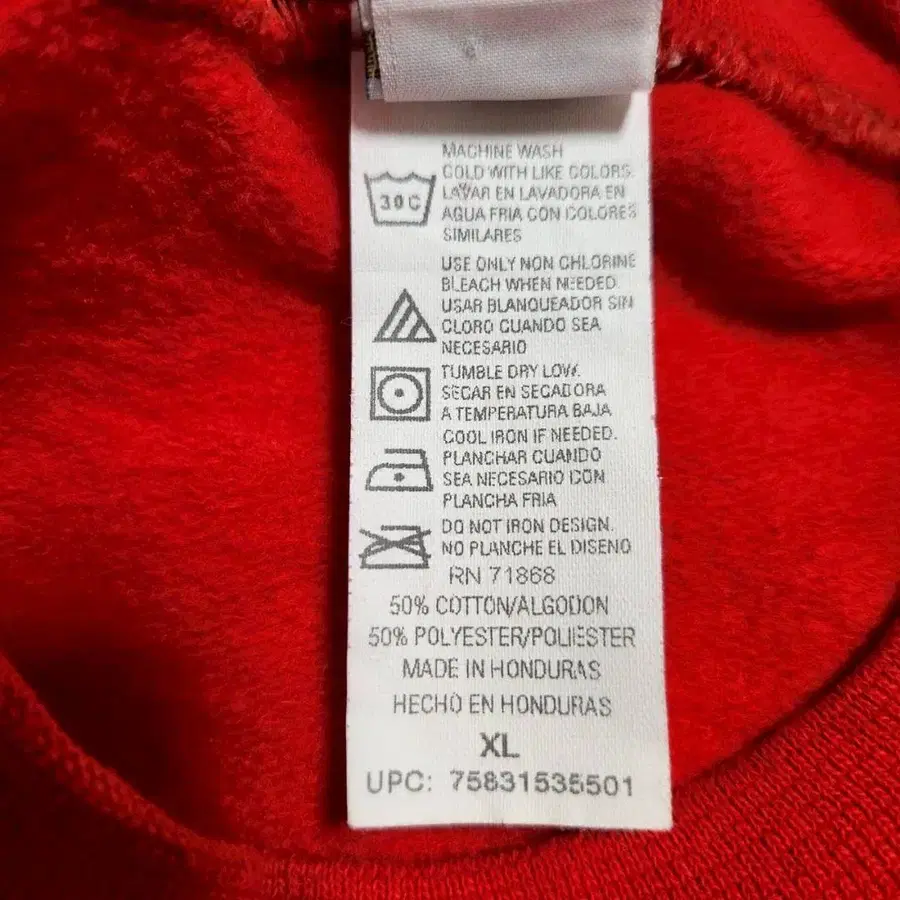 MACHINE WASH
COLD WITH LIKE COLORS.
30C
LAVAR EN LAVADORA EN
AGUA FRIA CON COLORES
SIMILARES
USE ONLY NON CHLORINE
BLEACH WHEN NEEDED.
USAR BLANQUEADOR SIN
CLORO CUANDO SEA
NECESARIO
TUMBLE DRY LOW.
SECAR EN SECADORA
A TEMPERATURA BAJA
COOL IRON IF NEEDED.
PLANCHAR CUANDO
SEA NECESARIO CON
PLANCHA FRIA
DO NOT IRON DESIGN.
NO PLANCHE EL DISENO
RN 71868
50% COTTON/ALGODON
50% POLYESTER/POLIESTER
MADE IN HONDURAS
HECHO EN HONDURAS
XL
UPC: 75831535501